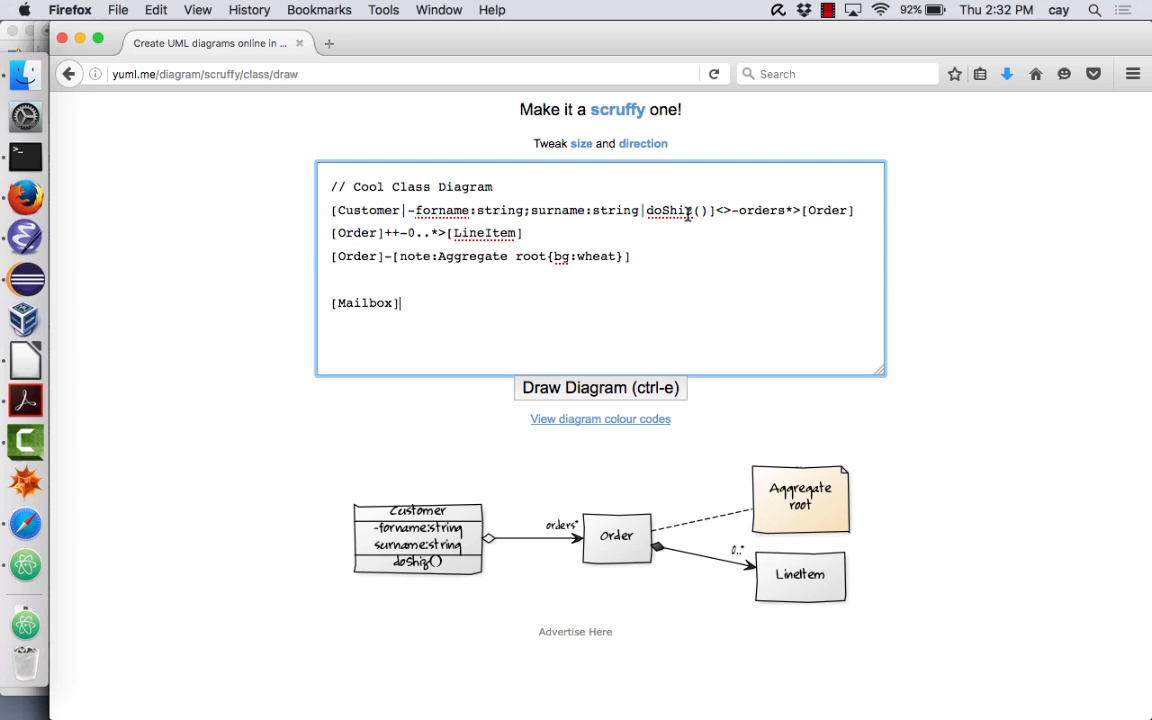 Firefox File Edit View History Bookmarks Tools Window Help 92% Thu 2:32 PM cay
Create UML diagrams online in ...
yuml.me/diagram/scruffy/class/draw Search
Make it a scruffy one!
Tweak size and direction
// Cool Class Diagram
[Customer|-forname:string;surname:string|doShiz()]<>-orders*>[Order]
[Order]++-0..*>[LineItem]
[Order]-[note:Aggregate root{bg:wheat}]
[Mailbox]
Draw Diagram (ctrl-e)
View diagram colour codes
Customer
-forname:string
surname:string
doShiz()
orders*
Order
Aggregate
root
0..*
LineItem
Advertise Here